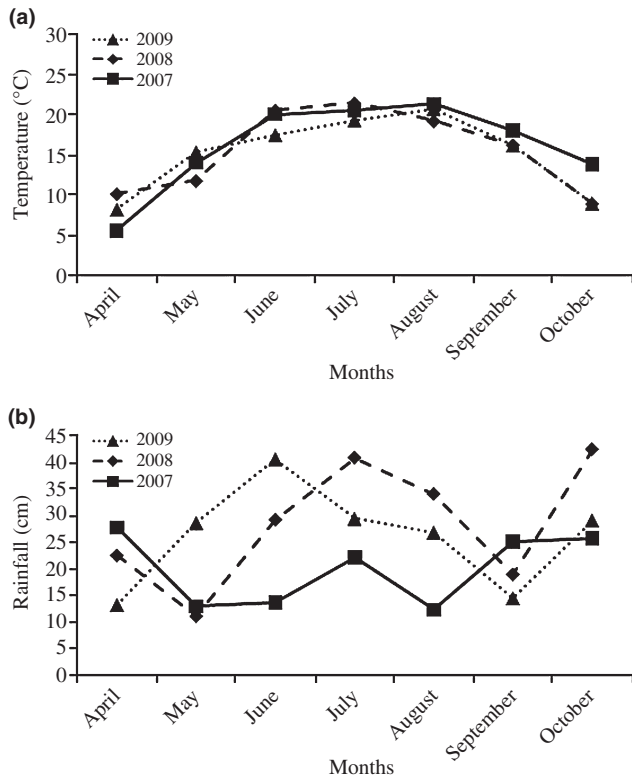 (a)
30
25
20
15
10
5
0
Temperature (°C)
2009
2008
2007
April
May
June
July
August
September
October
Months
(b)
45
40
35
30
25
20
15
10
5
0
Rainfall (cm)
2009
2008
2007
April
May
June
July
August
September
October
Months